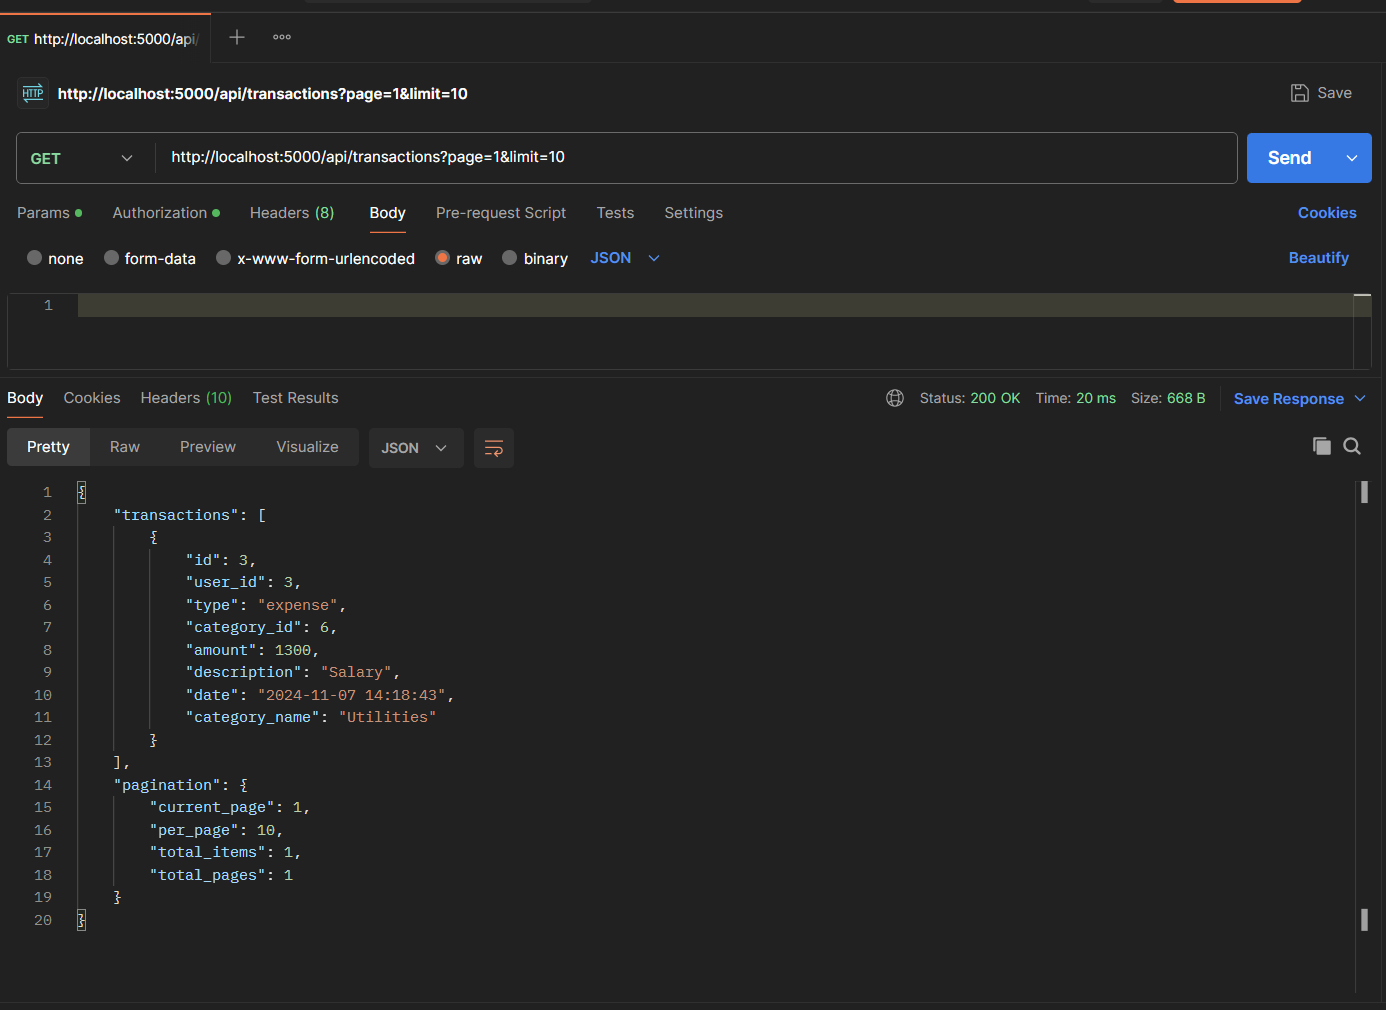 GET http://localhost:5000/api/
HTTP http://localhost:5000/api/transactions?page=1&limit=10 Save
GET http://localhost:5000/api/transactions?page=1&limit=10 Send
Params Authorization Headers (8) Body Pre-request Script Tests Settings Cookies
none form-data x-www-form-urlencoded raw binary JSON Beautify
1
Body Cookies Headers (10) Test Results Status: 200 OK Time: 20 ms Size: 668 B Save Response
Pretty Raw Preview Visualize JSON
1 {
2 "transactions": [
3 {
4 "id": 3,
5 "user_id": 3,
6 "type": "expense",
7 "category_id": 6,
8 "amount": 1300,
9 "description": "Salary",
10 "date": "2024-11-07 14:18:43",
11 "category_name": "Utilities"
12 }
13 ],
14 "pagination": {
15 "current_page": 1,
16 "per_page": 10,
17 "total_items": 1,
18 "total_pages": 1
19 }
20 }